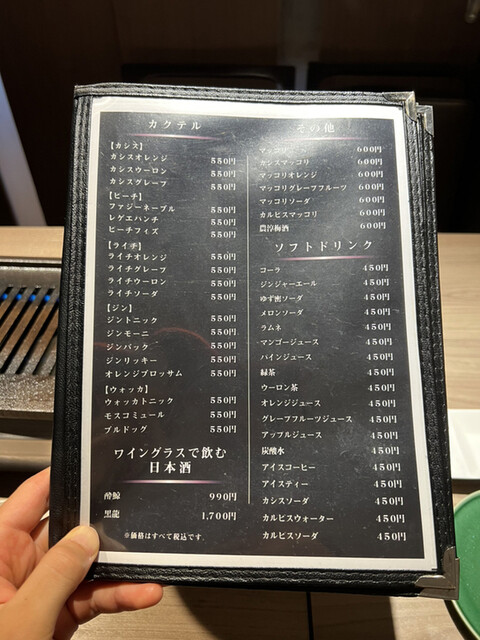 カクテル
【カシス】
カシスオレンジ 550円
カシスウーロン 550円
カシスグレープ 550円
【ピーチ】
ファジーネーブル 550円
レゲエハンチ 550円
ピーチフィズ 550円
【ライチ】
ライチオレンジ 550円
ライチグレープ 550円
ライチウーロン 550円
ライチソーダ 550円
【ジン】
ジントニック 550円
ジンモーニ 550円
ジンバック 550円
ジンリッキー 550円
オレンジブロッサム 550円
【ウォッカ】
ウォッカトニック 550円
モスコミュール 550円
ブルドッグ 550円
ワイングラスで飲む
日本酒
酔鯨 990円
黒龍 1,700円
※価格はすべて税込です。
その他
マッコリ 600円
カシスマッコリ 600円
マッコリオレンジ 600円
マッコリグレープフルーツ 600円
マッコリソーダ 600円
カルピスマッコリ 600円
農淳梅酒 600円
ソフトドリンク
コーラ 450円
ジンジャーエール 450円
ゆず蜜ソーダ 450円
メロンソーダ 450円
ラムネ 450円
マンゴージュース 450円
パインジュース 450円
緑茶 450円
ウーロン茶 450円
オレンジジュース 450円
グレープフルーツジュース 450円
アップルジュース 450円
炭酸水 450円
アイスコーヒー 450円
アイスティー 450円
カシスソーダ 450円
カルピスウォーター 450円
カルピスソーダ 450円